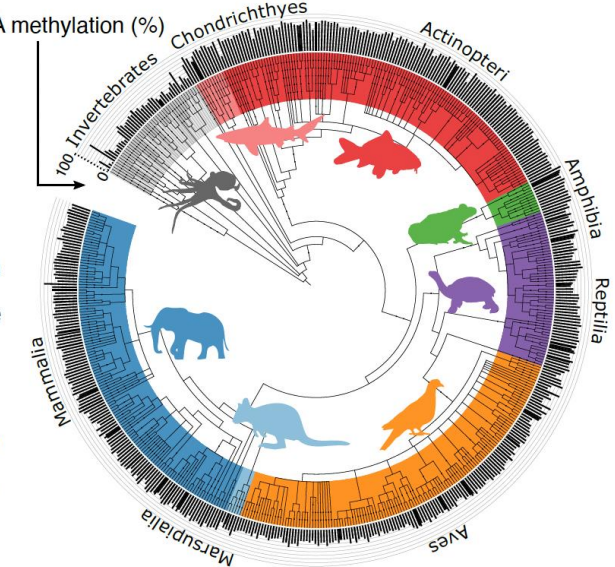 A methylation (%)
100
0
Invertebrates
Chondrichthyes
Actinopteri
Amphibia
Reptilia
Aves
Marsupialia
Mammalia